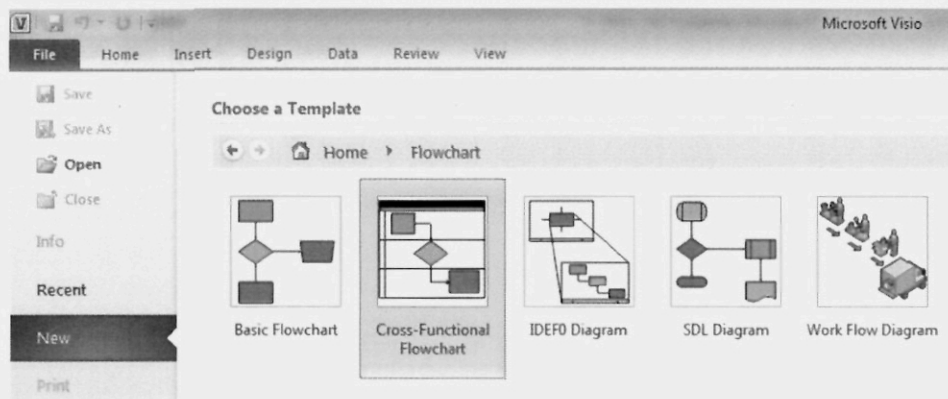 V
Microsoft Visio
File Home Insert Design Data Review View
Save
Save As
Open
Close
Info
Recent
New
Print
Choose a Template
Home Flowchart
Basic Flowchart
Cross-Functional
Flowchart
IDEF0 Diagram
SDL Diagram
Work Flow Diagram